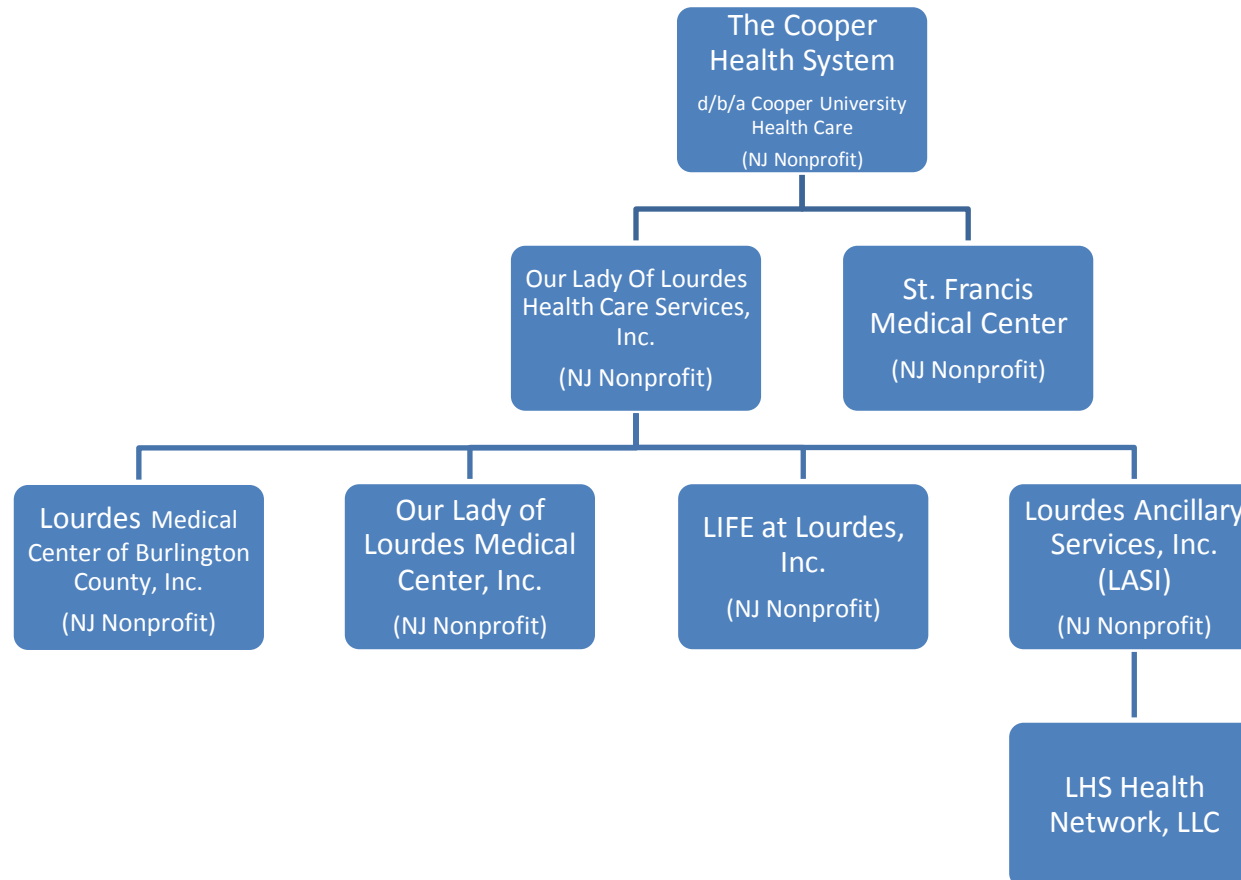 The Cooper
Health System
d/b/a Cooper University
Health Care
(NJ Nonprofit)
Our Lady Of Lourdes
Health Care Services,
Inc.
(NJ Nonprofit)
St. Francis
Medical Center
(NJ Nonprofit)
Lourdes Medical
Center of Burlington
County, Inc.
(NJ Nonprofit)
Our Lady of
Lourdes Medical
Center, Inc.
(NJ Nonprofit)
LIFE at Lourdes,
Inc.
(NJ Nonprofit)
Lourdes Ancillary
Services, Inc.
(LASI)
(NJ Nonprofit)
LHS Health
Network, LLC